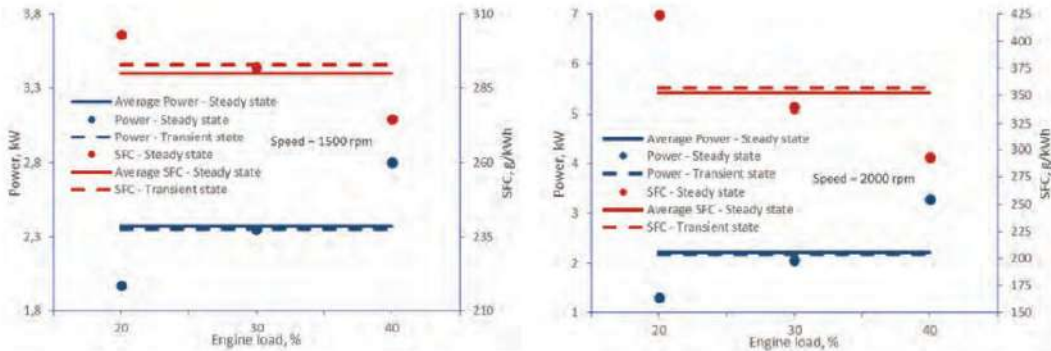 3,8
3,3
2,8
2,3
1,8
Power, kW
310
285
260
235
210
SFC, g/kWh
Average Power - Steady state
Power - Steady state
Power - Transient state
SFC - Steady state
Average SFC - Steady state
SFC - Transient state
Speed = 1500 rpm
20 30 40
Engine load, %
7
6
5
4
3
2
1
Power, kW
425
400
375
350
325
300
275
250
225
200
175
150
SFC, g/kWh
Average Power - Steady state
Power - Steady state
Power - Transient state
SFC - Steady state
Average SFC - Steady state
SFC - Transient state
Speed = 2000 rpm
20 30 40
Engine load, %